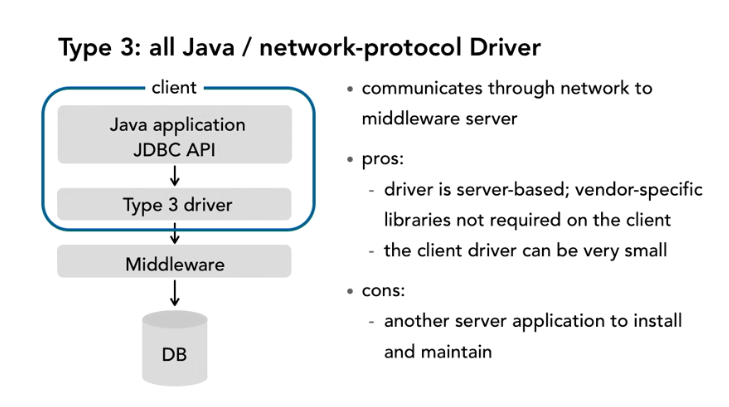 Type 3: all Java / network-protocol Driver
client
Java application
JDBC API
Type 3 driver
Middleware
DB
• communicates through network to
middleware server
• pros:
- driver is server-based; vendor-specific
libraries not required on the client
- the client driver can be very small
• cons:
- another server application to install
and maintain